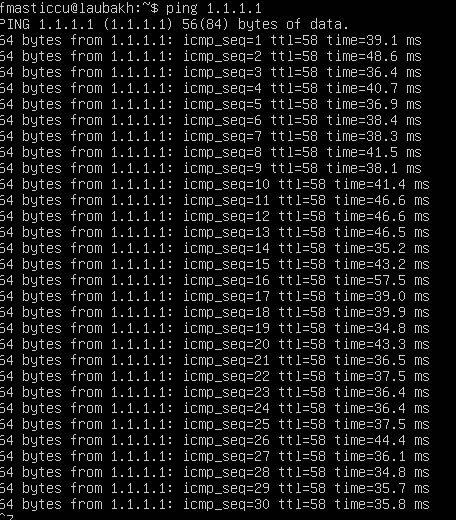 fmasticcu@laubakh:~$ ping 1.1.1.1
PING 1.1.1.1 (1.1.1.1) 56(84) bytes of data.
64 bytes from 1.1.1.1: icmp_seq=1 ttl=58 time=39.1 ms
64 bytes from 1.1.1.1: icmp_seq=2 ttl=58 time=48.6 ms
64 bytes from 1.1.1.1: icmp_seq=3 ttl=58 time=36.4 ms
64 bytes from 1.1.1.1: icmp_seq=4 ttl=58 time=40.7 ms
64 bytes from 1.1.1.1: icmp_seq=5 ttl=58 time=36.9 ms
64 bytes from 1.1.1.1: icmp_seq=6 ttl=58 time=38.4 ms
64 bytes from 1.1.1.1: icmp_seq=7 ttl=58 time=38.3 ms
64 bytes from 1.1.1.1: icmp_seq=8 ttl=58 time=41.5 ms
64 bytes from 1.1.1.1: icmp_seq=9 ttl=58 time=38.1 ms
64 bytes from 1.1.1.1: icmp_seq=10 ttl=58 time=41.4 ms
64 bytes from 1.1.1.1: icmp_seq=11 ttl=58 time=46.6 ms
64 bytes from 1.1.1.1: icmp_seq=12 ttl=58 time=46.6 ms
64 bytes from 1.1.1.1: icmp_seq=13 ttl=58 time=46.5 ms
64 bytes from 1.1.1.1: icmp_seq=14 ttl=58 time=35.2 ms
64 bytes from 1.1.1.1: icmp_seq=15 ttl=58 time=43.2 ms
64 bytes from 1.1.1.1: icmp_seq=16 ttl=58 time=57.5 ms
64 bytes from 1.1.1.1: icmp_seq=17 ttl=58 time=39.0 ms
64 bytes from 1.1.1.1: icmp_seq=18 ttl=58 time=39.9 ms
64 bytes from 1.1.1.1: icmp_seq=19 ttl=58 time=34.8 ms
64 bytes from 1.1.1.1: icmp_seq=20 ttl=58 time=43.3 ms
64 bytes from 1.1.1.1: icmp_seq=21 ttl=58 time=36.5 ms
64 bytes from 1.1.1.1: icmp_seq=22 ttl=58 time=37.5 ms
64 bytes from 1.1.1.1: icmp_seq=23 ttl=58 time=36.4 ms
64 bytes from 1.1.1.1: icmp_seq=24 ttl=58 time=36.4 ms
64 bytes from 1.1.1.1: icmp_seq=25 ttl=58 time=37.5 ms
64 bytes from 1.1.1.1: icmp_seq=26 ttl=58 time=44.4 ms
64 bytes from 1.1.1.1: icmp_seq=27 ttl=58 time=36.1 ms
64 bytes from 1.1.1.1: icmp_seq=28 ttl=58 time=34.8 ms
64 bytes from 1.1.1.1: icmp_seq=29 ttl=58 time=35.7 ms
64 bytes from 1.1.1.1: icmp_seq=30 ttl=58 time=35.8 ms